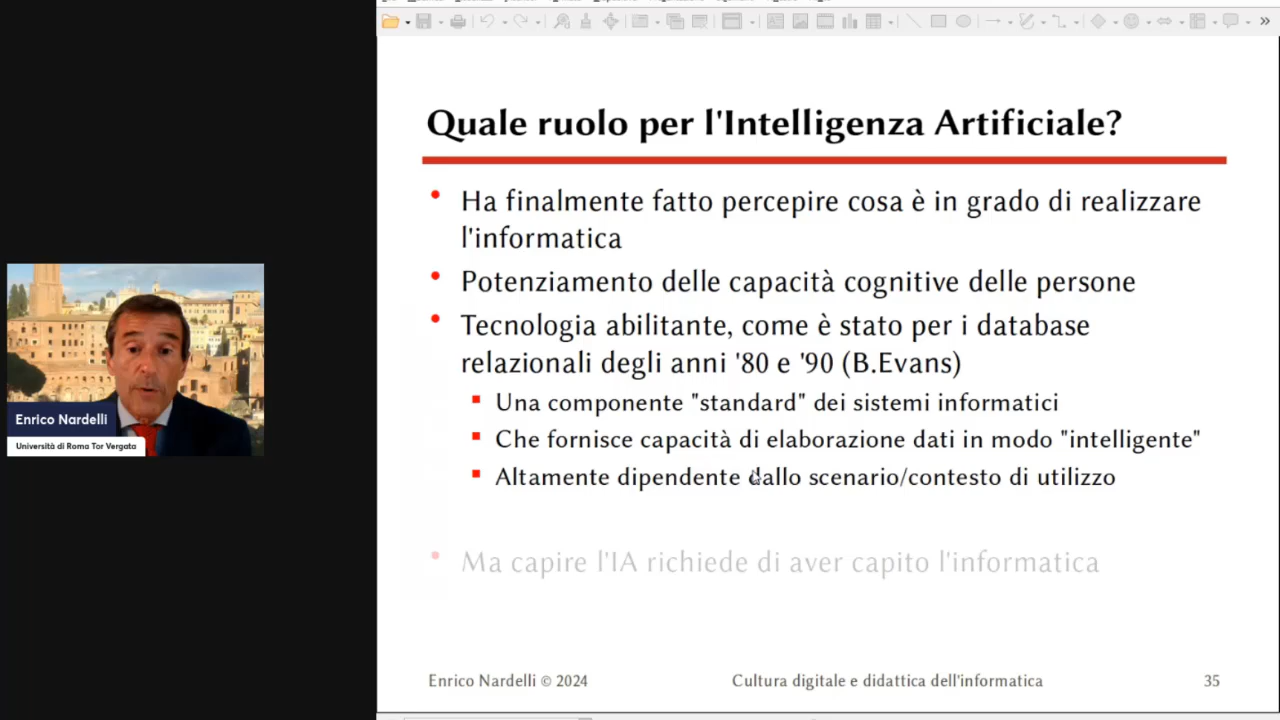 Quale ruolo per l'Intelligenza Artificiale?
Ha finalmente fatto percepire cosa è in grado di realizzare
l'informatica
Potenziamento delle capacità cognitive delle persone
Tecnologia abilitante, come è stato per i database
relazionali degli anni '80 e '90 (B.Evans)
Una componente "standard" dei sistemi informatici
Che fornisce capacità di elaborazione dati in modo "intelligente"
Altamente dipendente dallo scenario/contesto di utilizzo
Ma capire l'IA richiede di aver capito l'informatica
Enrico Nardelli © 2024
Cultura digitale e didattica dell'informatica
35
Enrico Nardelli
Università di Roma Tor Vergata